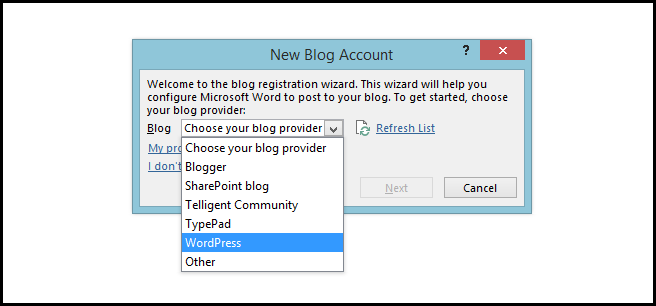 New Blog Account
?
Welcome to the blog registration wizard. This wizard will help you
configure Microsoft Word to post to your blog. To get started, choose
your blog provider:
Blog Choose your blog provider Refresh List
My pro
Choose your blog provider
I don't
Blogger
SharePoint blog
Telligent Community
TypePad
Next Cancel
WordPress
Other